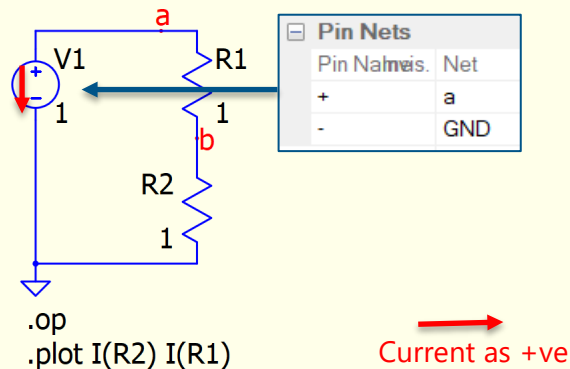 a
V1
R1
+
-
1
1
b
R2
1
.op
.plot I(R2) I(R1)
Pin Nets
Net
+ a
- GND
Current as +ve